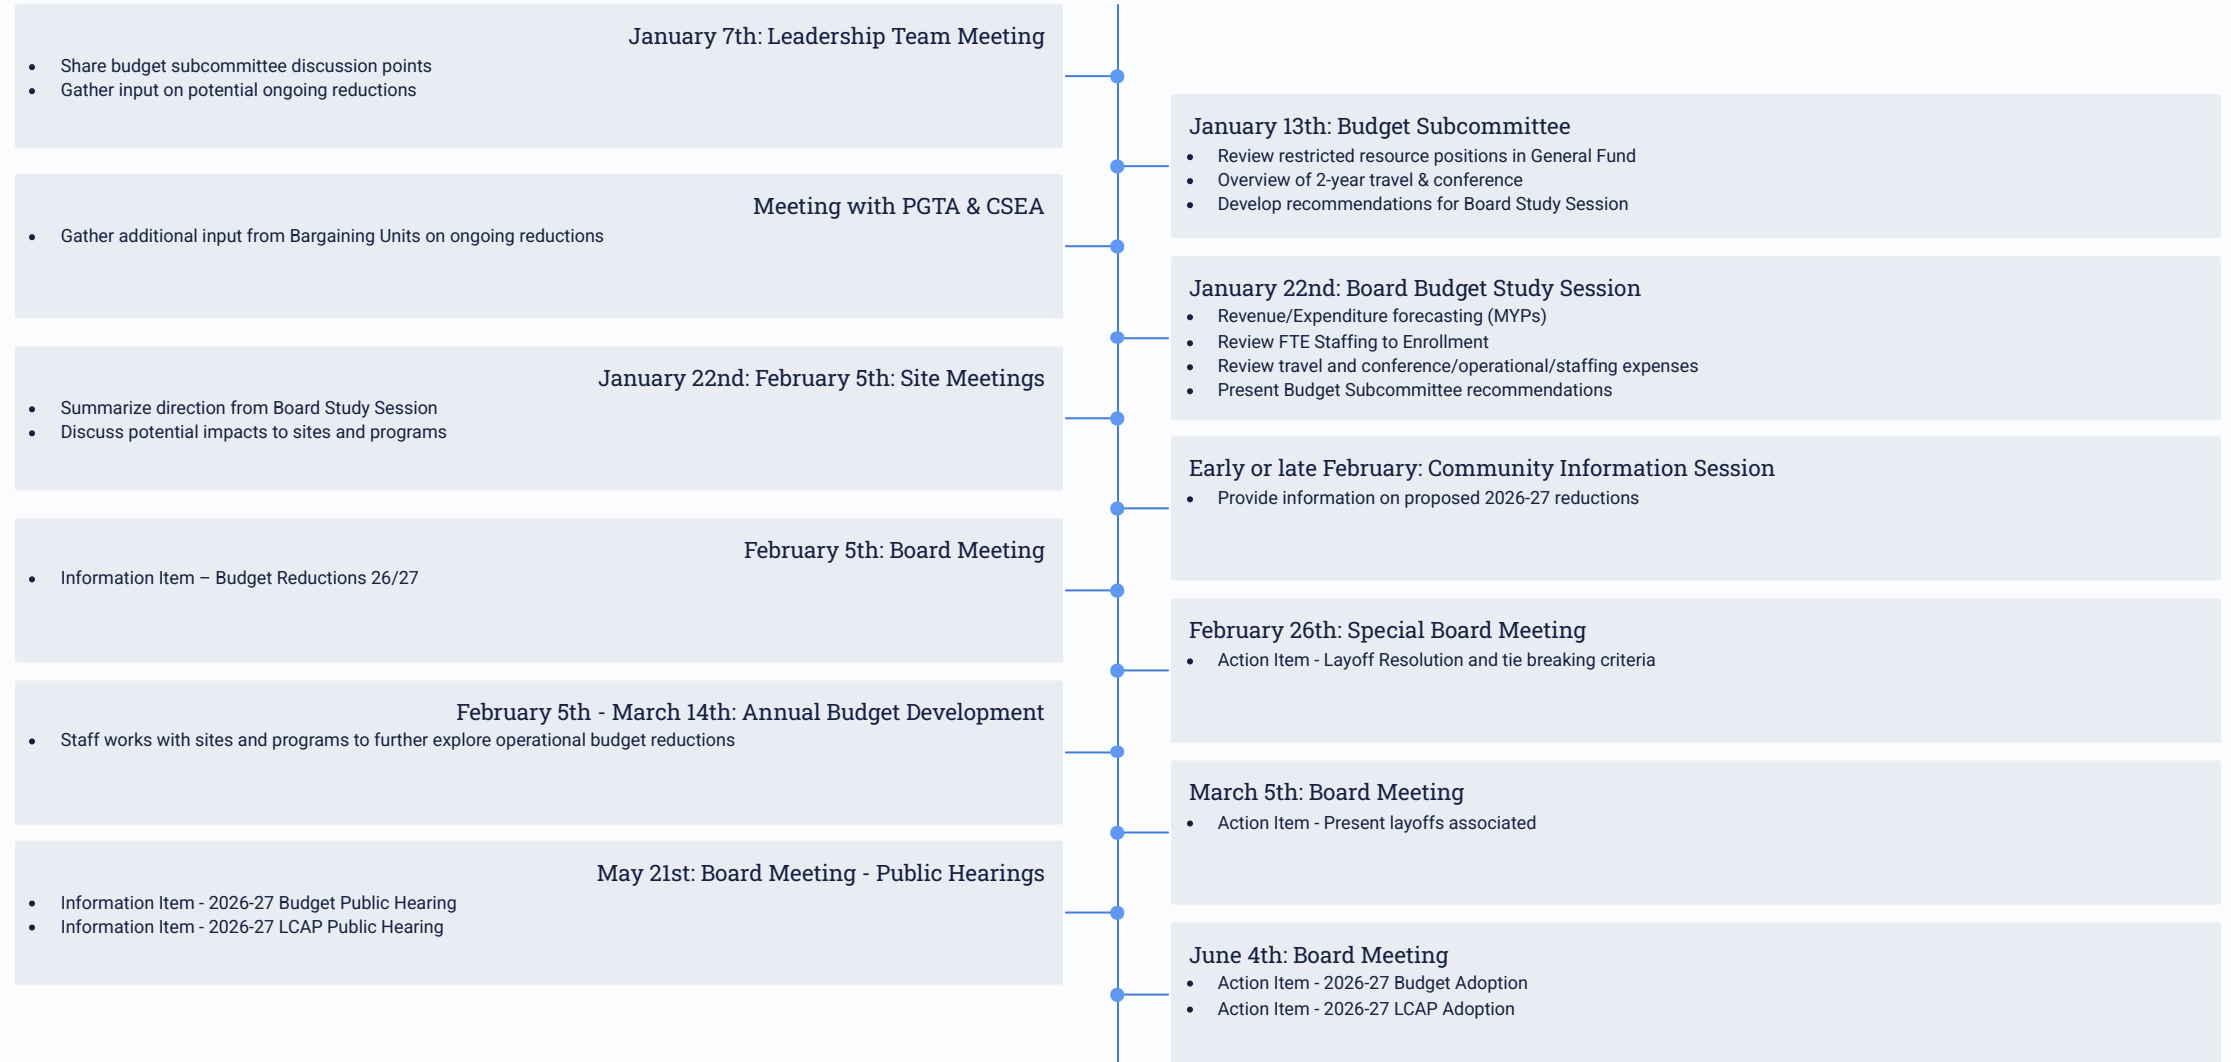 January 7th: Leadership Team Meeting
• Share budget subcommittee discussion points
• Gather input on potential ongoing reductions
January 13th: Budget Subcommittee
• Review restricted resource positions in General Fund
• Overview of 2-year travel & conference
• Develop recommendations for Board Study Session
Meeting with PGTA & CSEA
• Gather additional input from Bargaining Units on ongoing reductions
January 22nd: Board Budget Study Session
• Revenue/Expenditure forecasting (MYPs)
• Review FTE Staffing to Enrollment
• Review travel and conference/operational/staffing expenses
• Present Budget Subcommittee recommendations
January 22nd: February 5th: Site Meetings
• Summarize direction from Board Study Session
• Discuss potential impacts to sites and programs
Early or late February: Community Information Session
• Provide information on proposed 2026-27 reductions
February 5th: Board Meeting
• Information Item – Budget Reductions 26/27
February 26th: Special Board Meeting
• Action Item - Layoff Resolution and tie breaking criteria
February 5th - March 14th: Annual Budget Development
• Staff works with sites and programs to further explore operational budget reductions
March 5th: Board Meeting
• Action Item - Present layoffs associated
May 21st: Board Meeting - Public Hearings
• Information Item - 2026-27 Budget Public Hearing
• Information Item - 2026-27 LCAP Public Hearing
June 4th: Board Meeting
• Action Item - 2026-27 Budget Adoption
• Action Item - 2026-27 LCAP Adoption